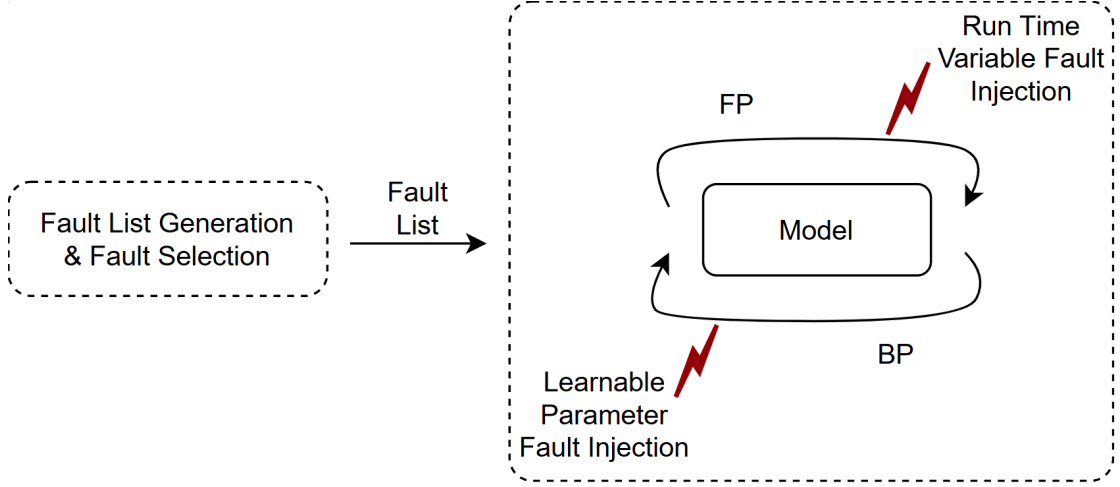 Fault List Generation
& Fault Selection
Fault
List
Run Time
Variable Fault
Injection
FP
Model
BP
Learnable
Parameter
Fault Injection